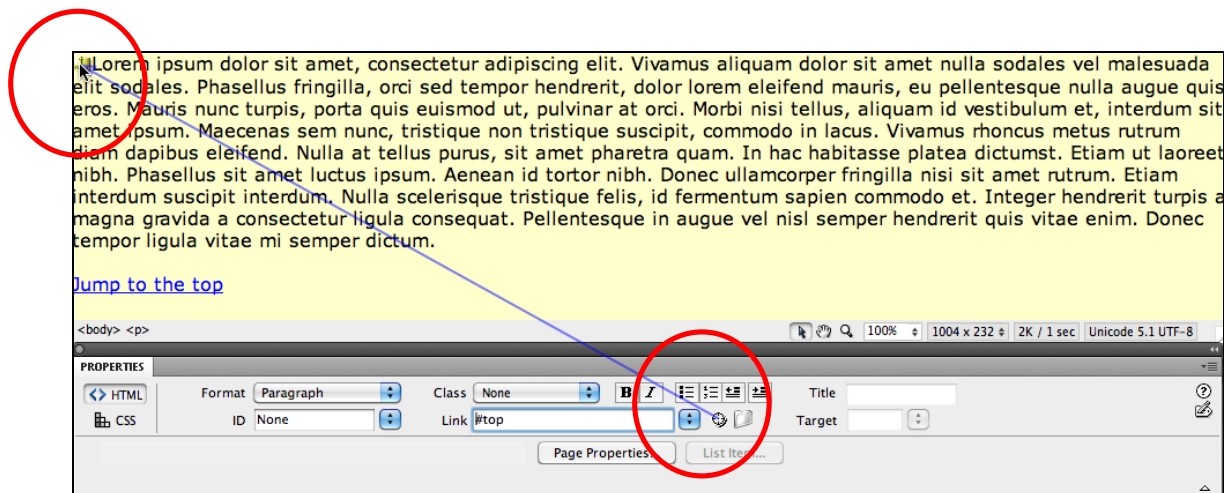 Lorem ipsum dolor sit amet, consectetur adipiscing elit. Vivamus aliquam dolor sit amet nulla sodales vel malesuada
elit sodales. Phasellus fringilla, orci sed tempor hendrerit, dolor lorem eleifend mauris, eu pellentesque nulla augue quis
eros. Mauris nunc turpis, porta quis euismod ut, pulvinar at orci. Morbi nisi tellus, aliquam id vestibulum et, interdum sit
amet ipsum. Maecenas sem nunc, tristique non tristique suscipit, commodo in lacus. Vivamus rhoncus metus rutrum
diam dapibus eleifend. Nulla at tellus purus, sit amet pharetra quam. In hac habitasse platea dictumst. Etiam ut laoreet
nibh. Phasellus sit amet luctus ipsum. Aenean id tortor nibh. Donec ullamcorper fringilla nisi sit amet rutrum. Etiam
interdum suscipit interdum. Nulla scelerisque tristique felis, id fermentum sapien commodo et. Integer hendrerit turpis a
magna gravida a consectetur ligula consequat. Pellentesque in augue vel nisl semper hendrerit quis vitae enim. Donec
tempor ligula vitae mi semper dictum.
Jump to the top
<body> <p> 100% 1004 x 232 2K / 1 sec Unicode 5.1 UTF-8
PROPERTIES
<> HTML Format Paragraph Class None B I Title
CSS ID None Link #top Target
Page Properties... List Item...